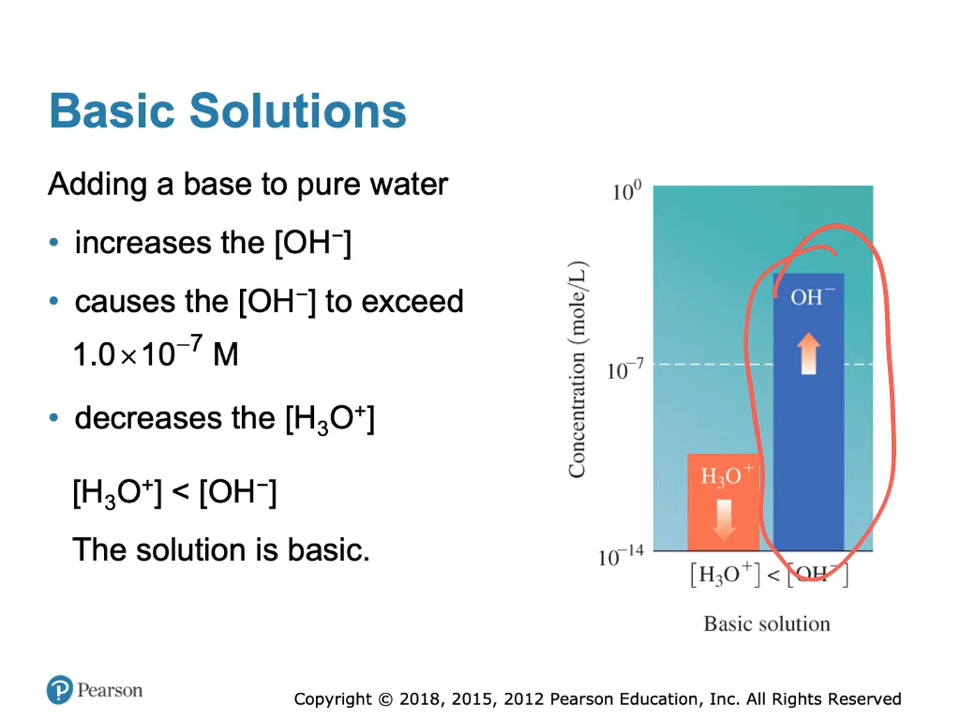 Basic Solutions
Adding a base to pure water
• increases the [OH⁻]
• causes the [OH⁻] to exceed
1.0×10⁻⁷ M
• decreases the [H₃O⁺]
[H₃O⁺] < [OH⁻]
The solution is basic.
Concentration (mole/L)
10⁰
10⁻⁷
10⁻¹⁴
OH⁻
H₃O⁺
[H₃O⁺] < [OH⁻]
Basic solution
Pearson
Copyright © 2018, 2015, 2012 Pearson Education, Inc. All Rights Reserved